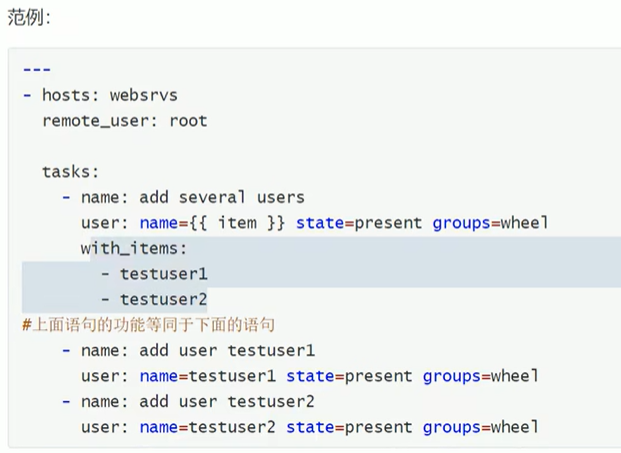 范例：
---
- hosts: websrvs
  remote_user: root

  tasks:
    - name: add several users
      user: name={{ item }} state=present groups=wheel
      with_items:
        - testuser1
        - testuser2
#上面语句的功能等同于下面的语句
    - name: add user testuser1
      user: name=testuser1 state=present groups=wheel
    - name: add user testuser2
      user: name=testuser2 state=present groups=wheel